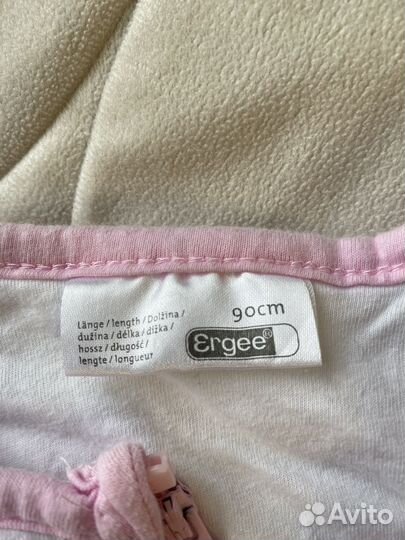 Länge / length / Dolžina /
dužina / délka / dĺžka /
hossz / długość /
lengte / longueur
90cm
Ergee®
Avito